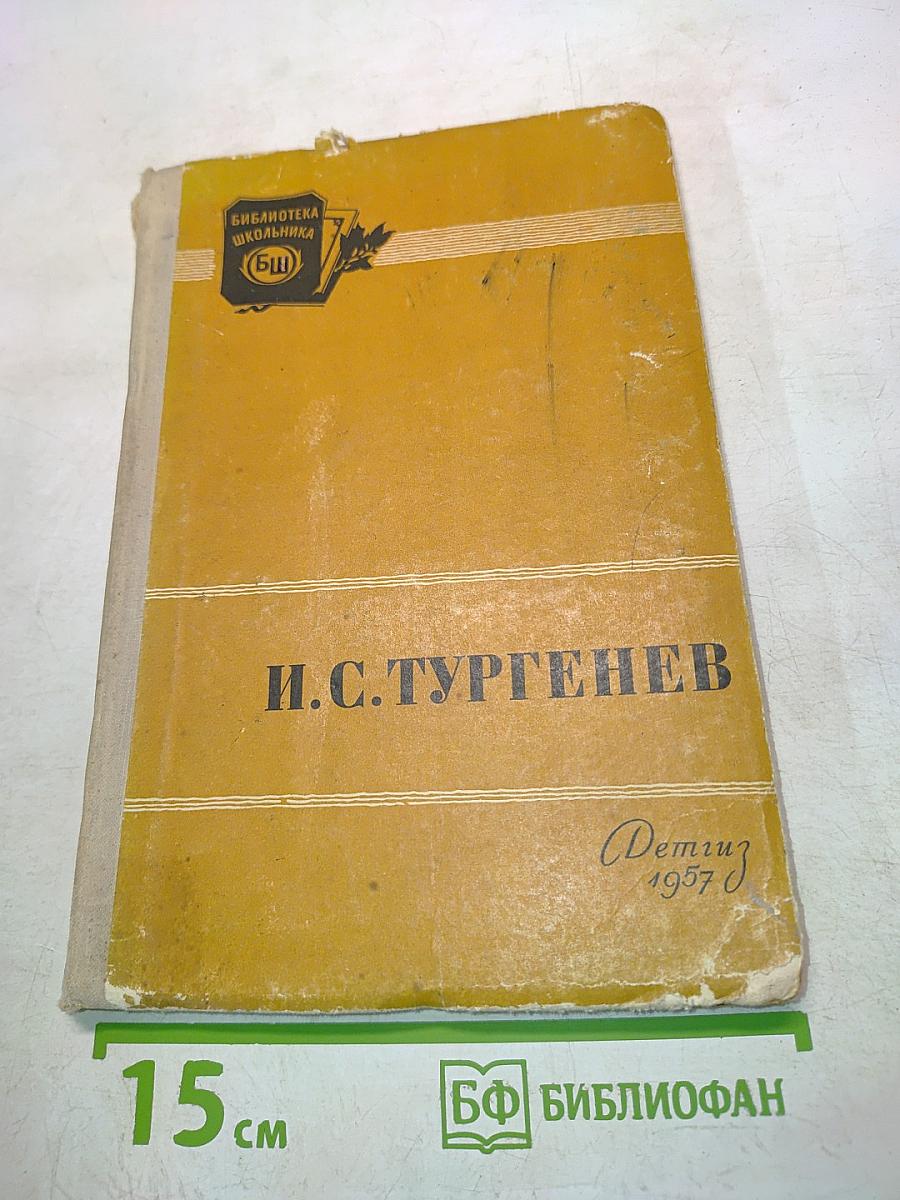 БИБЛИОТЕКА
ШКОЛЬНИКА
БШ
И.С.ТУРГЕНЕВ
Детгиз
1957
15 см
БФ БИБЛИОФАН